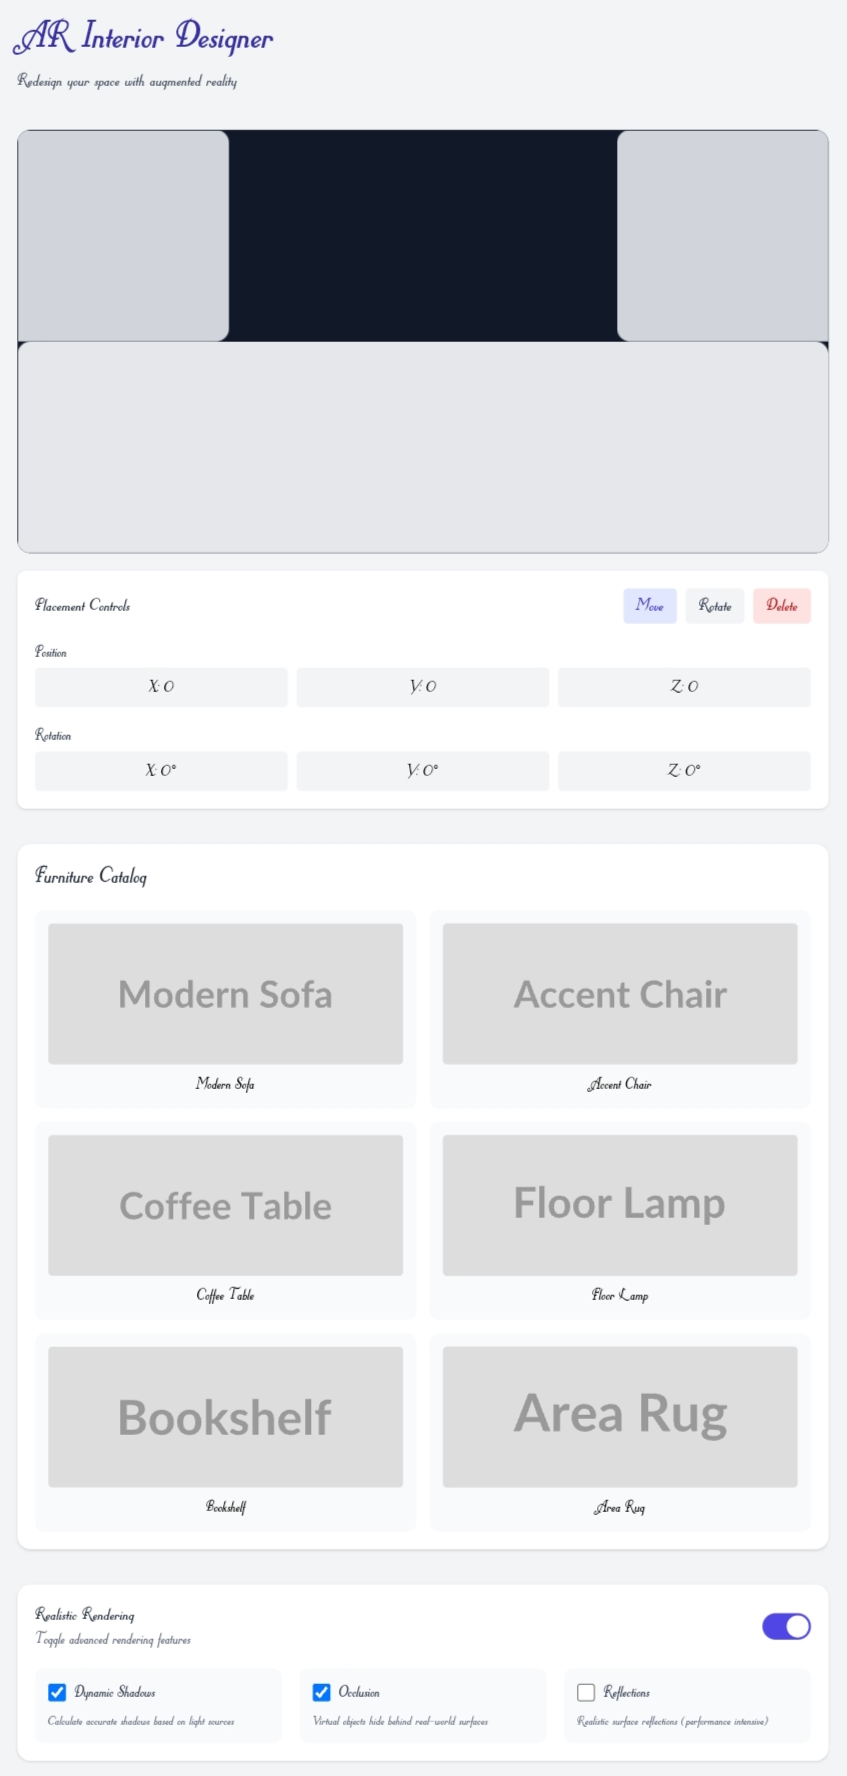 AR Interior Designer
Redesign your space with augmented reality
Placement Controls
Move
Rotate
Delete
Position
X: 0
Y: 0
Z: 0
Rotation
X: 0°
Y: 0°
Z: 0°
Furniture Catalog
Modern Sofa
Modern Sofa
Accent Chair
Accent Chair
Coffee Table
Coffee Table
Floor Lamp
Floor Lamp
Bookshelf
Bookshelf
Area Rug
Area Rug
Realistic Rendering
Toggle advanced rendering features
Dynamic Shadows
Calculate accurate shadows based on light sources
Occlusion
Virtual objects hide behind real-world surfaces
Reflections
Realistic surface reflections (performance intensive)